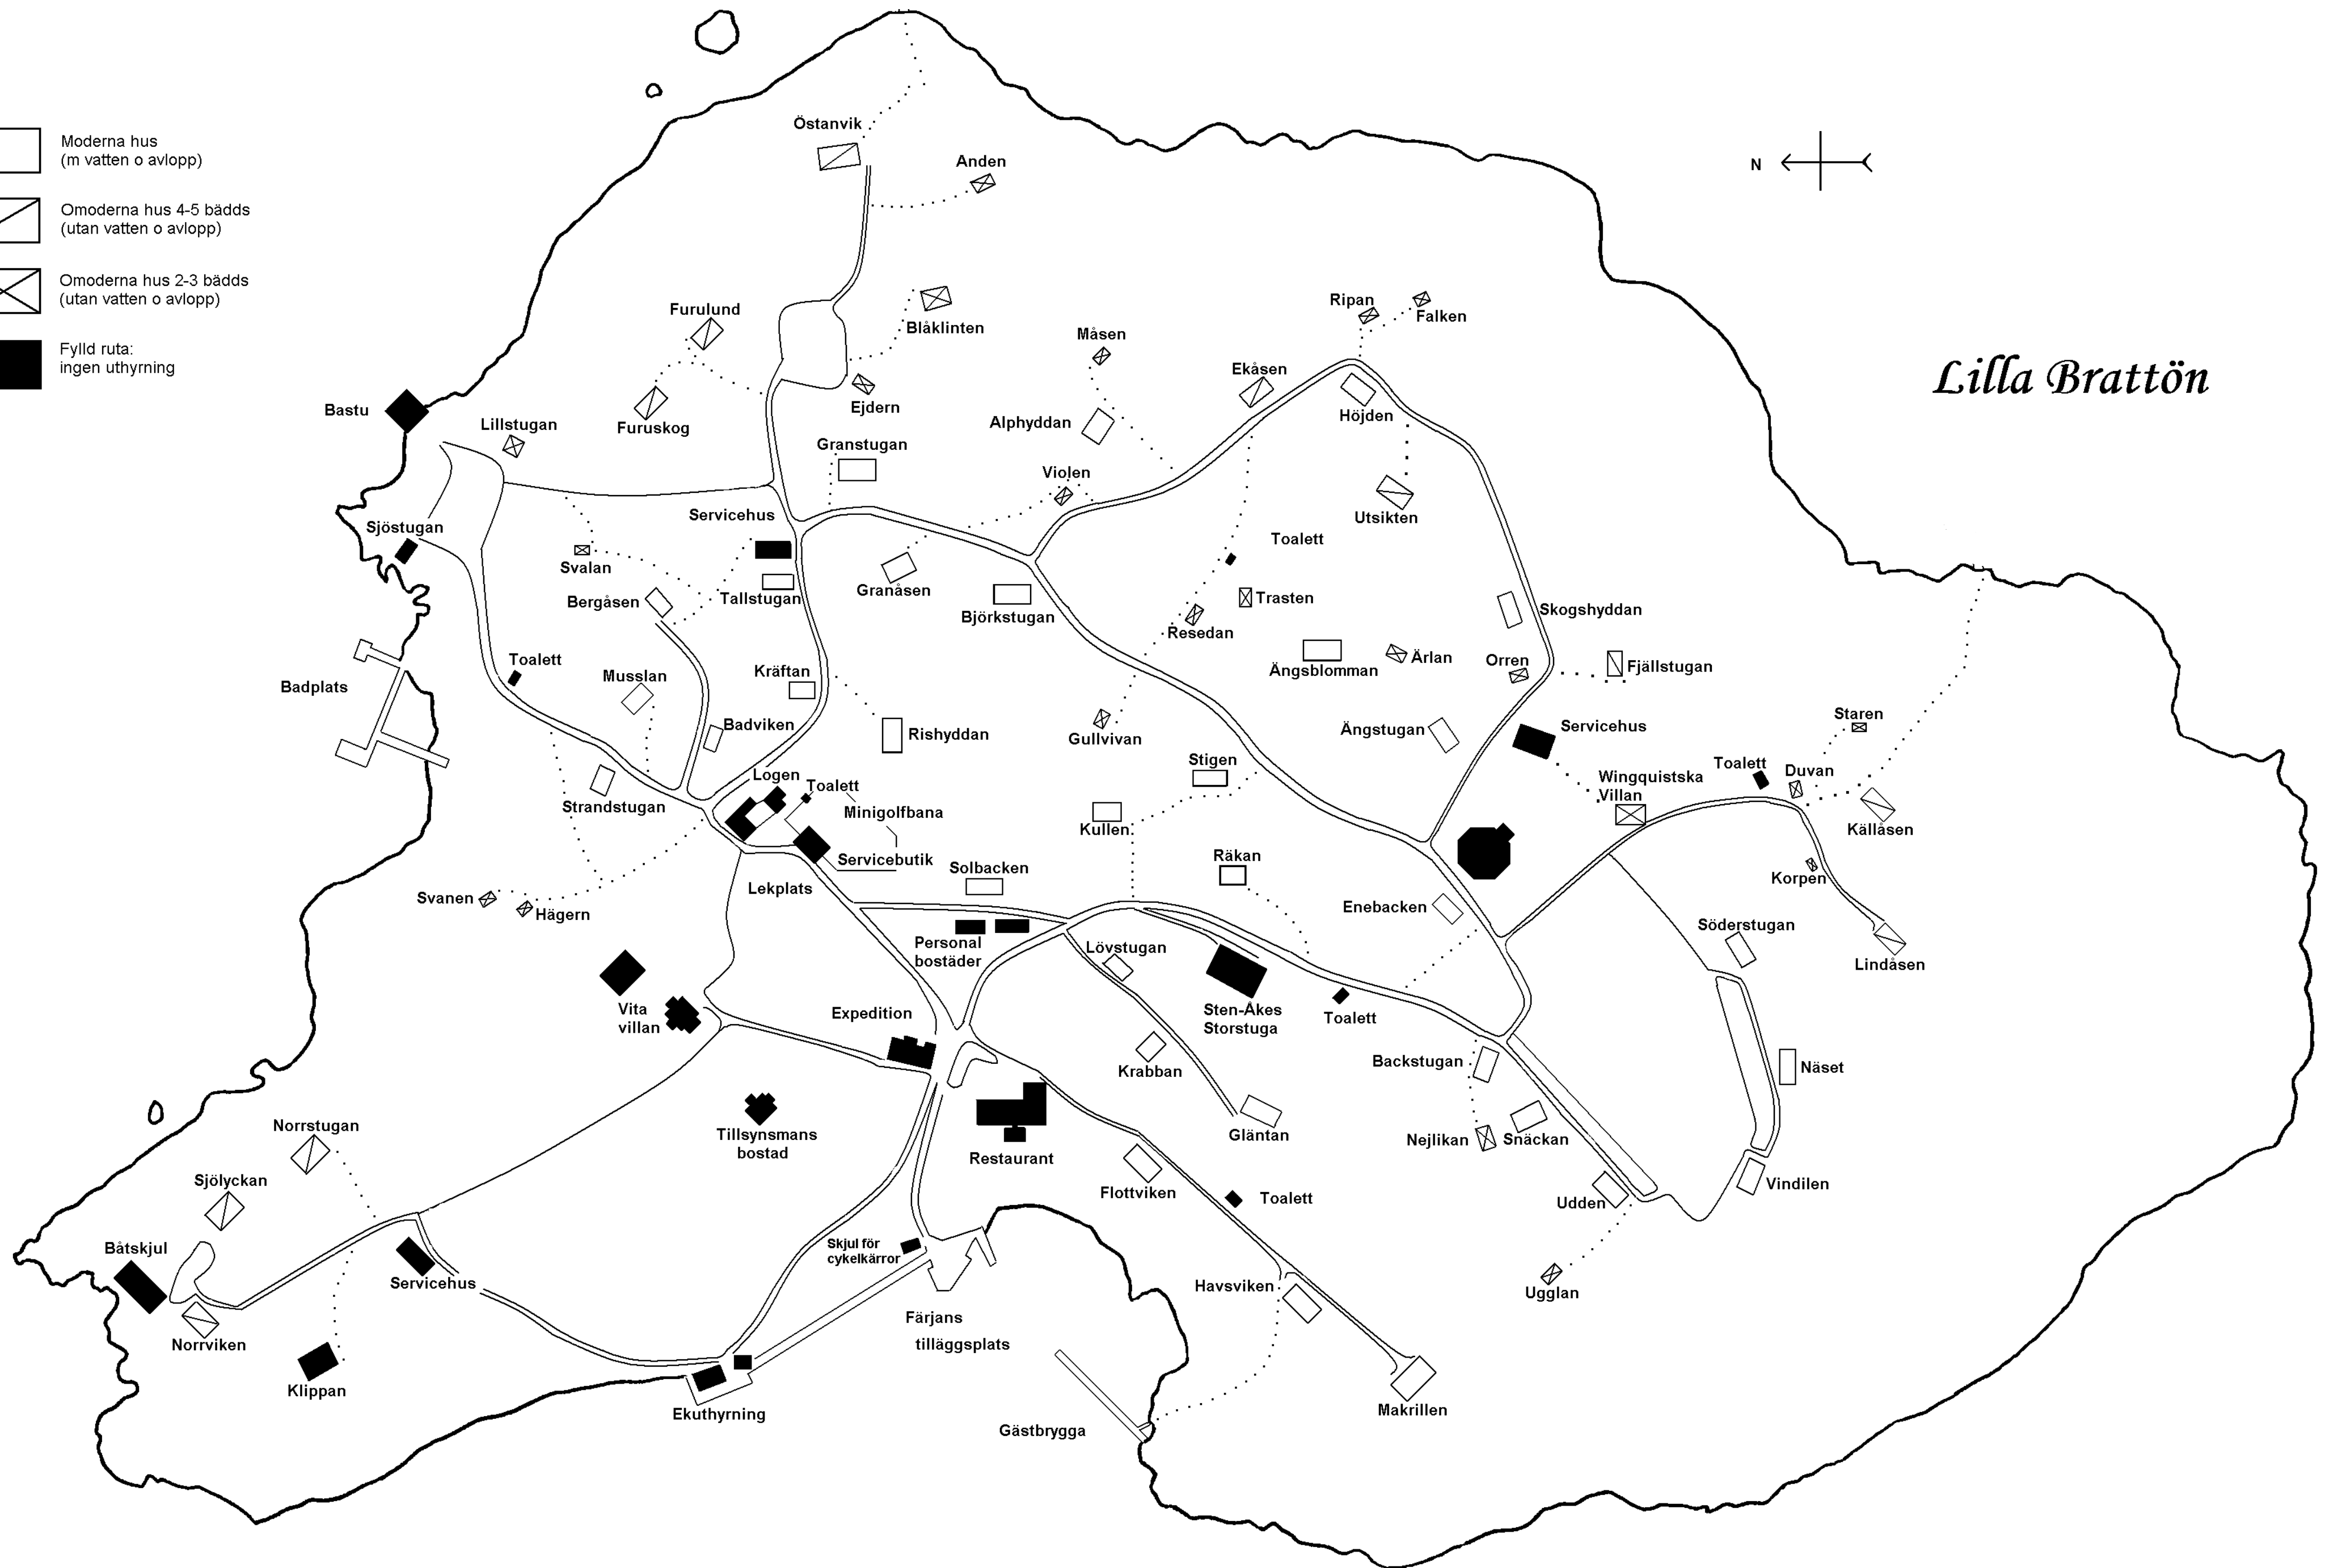 Östanvik
Moderna hus
(m vatten o avlopp)
Anden
N
Omoderna hus 4-5 bädds
(utan vatten o avlopp)
Omoderna hus 2-3 bädds
(utan vatten o avlopp)
Fylld ruta:
ingen uthyrning
Furulund
Blåklinten
Ripan
Falken
Måsen
Ekåsen
Lilla Brattön
Bastu
Lillstugan
Furuskog
Ejdern
Alphyddan
Höjden
Granstugan
Violen
Sjöstugan
Servicehus
Utsikten
Toalett
Svalan
Bergåsen
Tallstugan
Granåsen
Björkstugan
Trasten
Resedan
Skogshyddan
Toalett
Musslan
Kräftan
Ängsblomman
Ärlan
Orren
Fjällstugan
Badplats
Badviken
Rishyddan
Gullvivan
Ängstugan
Servicehus
Staren
Stigen
Toalett
Duvan
Logen
Toalett
Wingquistska
Villan
Strandstugan
Minigolfbana
Kullen
Källåsen
Servicebutik
Räkan
Solbacken
Korpen
Lekplats
Svanen
Hägern
Enebacken
Söderstugan
Personal
bostäder
Lövstugan
Lindåsen
Vita
villan
Expedition
Sten-Åkes
Storstuga
Toalett
Krabban
Backstugan
Näset
Norrstugan
Tillsynsmans
bostad
Restaurant
Gläntan
Nejlikan
Snäckan
Sjölyckan
Flottviken
Toalett
Udden
Vindilen
Båtskjul
Skjul för
cykelkärror
Servicehus
Havsviken
Ugglan
Färjans
tilläggsplats
Norrviken
Klippan
Ekuthyrning
Gästbrygga
Makrillen